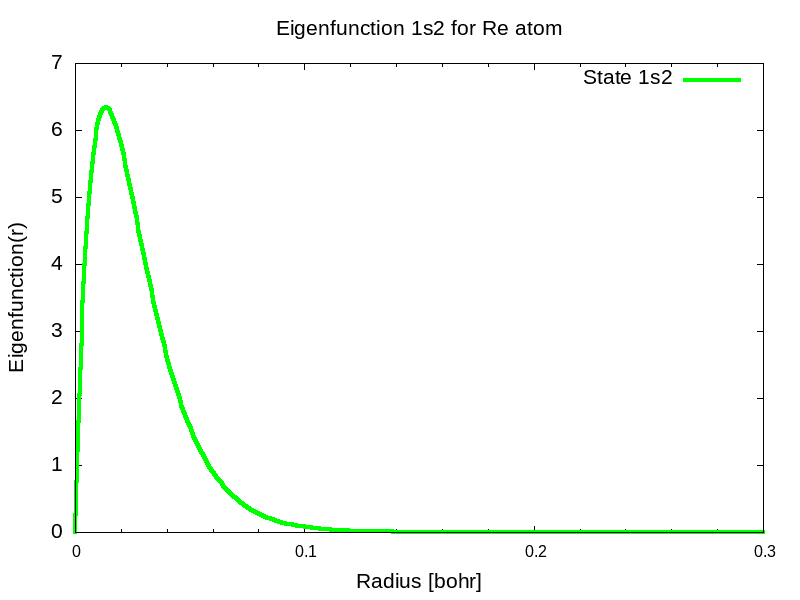 Eigenfunction 1s2 for Re atom
State 1s2
7
6
5
4
3
2
1
0
Eigenfunction(r)
0 0.1 0.2 0.3
Radius [bohr]